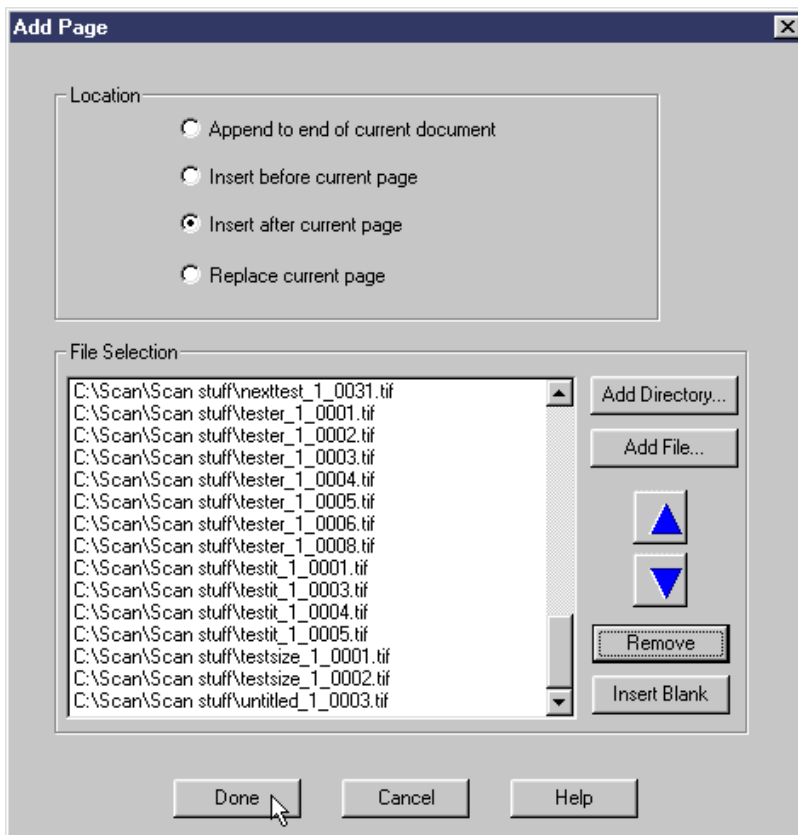 Add Page
Location
Append to end of current document
Insert before current page
Insert after current page
Replace current page
File Selection
C:\Scan\Scan stuff\nexttest_1_0031.tif
C:\Scan\Scan stuff\tester_1_0001.tif
C:\Scan\Scan stuff\tester_1_0002.tif
C:\Scan\Scan stuff\tester_1_0003.tif
C:\Scan\Scan stuff\tester_1_0004.tif
C:\Scan\Scan stuff\tester_1_0005.tif
C:\Scan\Scan stuff\tester_1_0006.tif
C:\Scan\Scan stuff\tester_1_0008.tif
C:\Scan\Scan stuff\testit_1_0001.tif
C:\Scan\Scan stuff\testit_1_0003.tif
C:\Scan\Scan stuff\testit_1_0004.tif
C:\Scan\Scan stuff\testit_1_0005.tif
C:\Scan\Scan stuff\testsize_1_0001.tif
C:\Scan\Scan stuff\testsize_1_0002.tif
C:\Scan\Scan stuff\untitled_1_0003.tif
Add Directory...
Add File...
Remove
Insert Blank
Done
Cancel
Help